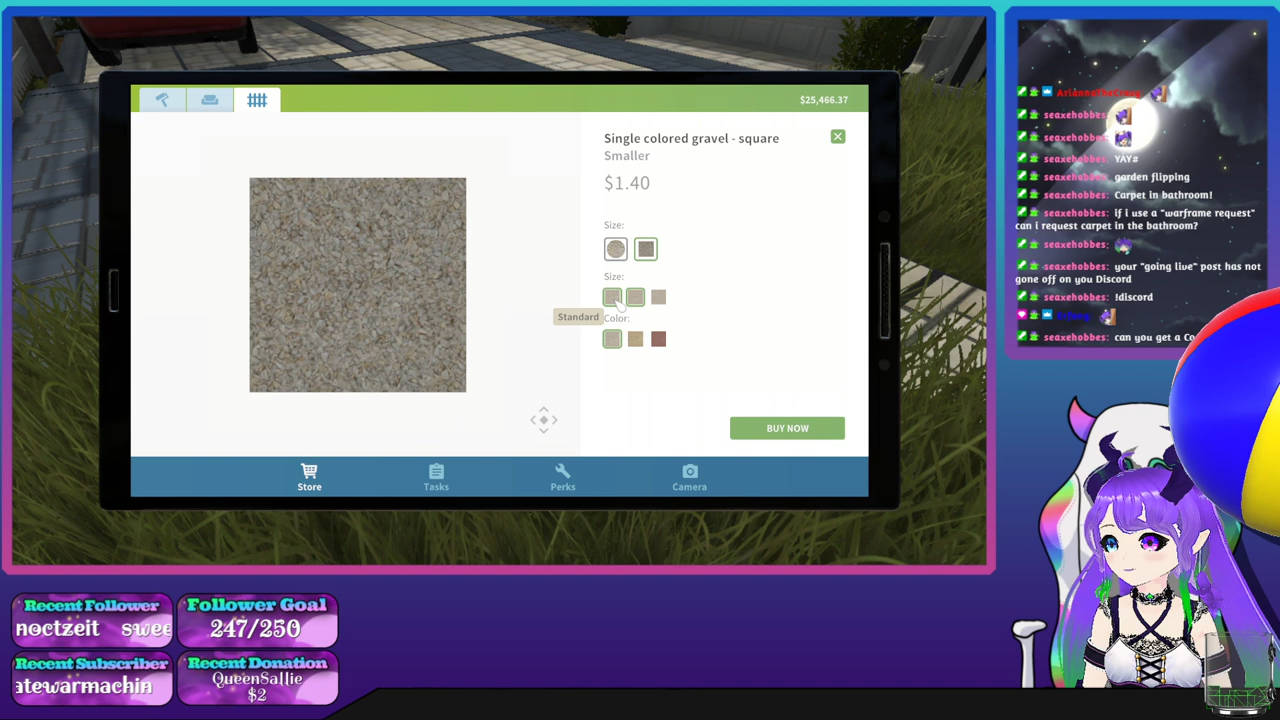 $25,466.37
Single colored gravel - square
Smaller
$1.40
Size:
Size:
Standard
Color:
BUY NOW
Store
Tasks
Perks
Camera
seaxehobbes:
seaxehobbes:
seaxehobbes: YAY#
seaxehobbes: garden flipping
seaxehobbes: Carpet in bathroom!
seaxehobbes: if i use a "warframe request"
can i request carpet in the bathroom?
seaxehobbes:
seaxehobbes: your "going live" post has not
gone off on you Discord
seaxehobbes: !discord
seaxehobbes: can you get a
Recent Follower
noctzeit swee
Follower Goal
247/250
Recent Subscriber
atewarmachin
Recent Donation
QueenSallie
$2